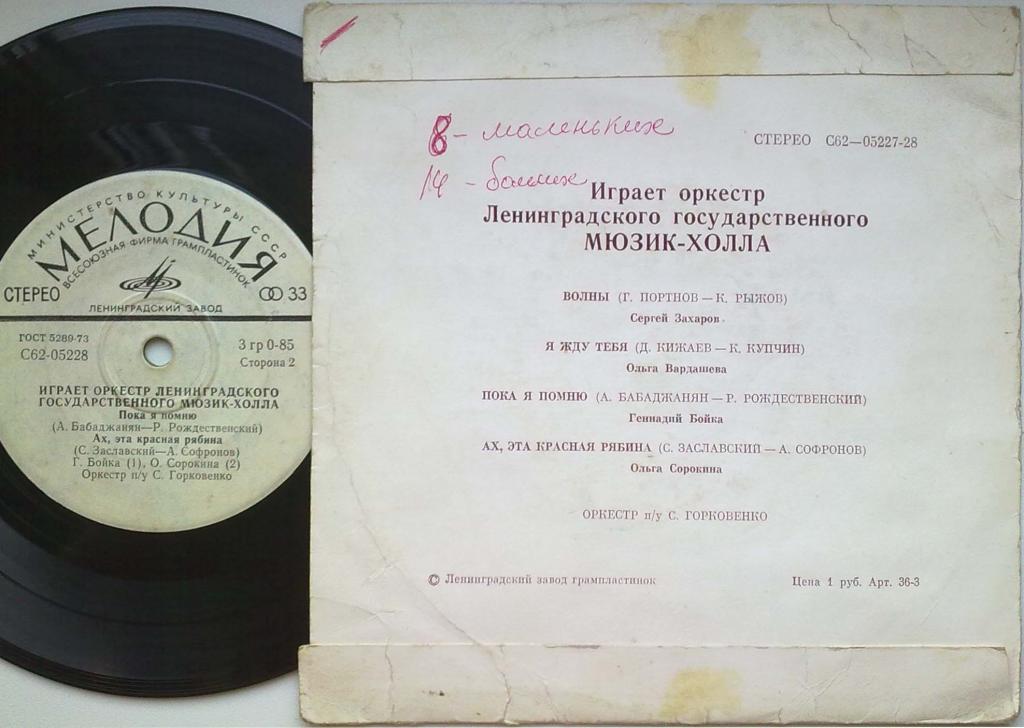 МИНИСТЕРСТВО КУЛЬТУРЫ СССР
МЕЛОДИЯ
ВСЕСОЮЗНАЯ ФИРМА ГРАМПЛАСТИНОК
СТЕРЕО
33
ЛЕНИНГРАДСКИЙ ЗАВОД
ГОСТ 5289-73
С62-05228
3 гр 0-85
Сторона 2
ИГРАЕТ ОРКЕСТР ЛЕНИНГРАДСКОГО
ГОСУДАРСТВЕННОГО МЮЗИК-ХОЛЛА
Пока я помню
(А. Бабаджанян—Р. Рождественский)
Ах, эта красная рябина
(С. Заславский—А. Софронов)
Г. Бойка (1), О. Сорокина (2)
Оркестр п/у С. Горковенко
8 - маленьких
14 -
СТЕРЕО С62—05227-28
Играет оркестр
Ленинградского государственного
МЮЗИК-ХОЛЛА
ВОЛНЫ (Г. ПОРТНОВ — К. РЫЖОВ)
Сергей Захаров
Я ЖДУ ТЕБЯ (Д. КИЖАЕВ — К. КУПЧИН)
Ольга Вардашева
ПОКА Я ПОМНЮ (А. БАБАДЖАНЯН — Р. РОЖДЕСТВЕНСКИЙ)
Геннадий Бойка
АХ, ЭТА КРАСНАЯ РЯБИНА (С. ЗАСЛАВСКИЙ — А. СОФРОНОВ)
Ольга Сорокина
ОРКЕСТР п/у С. ГОРКОВЕНКО
© Ленинградский завод грампластинок
Цена 1 руб. Арт. 36-3